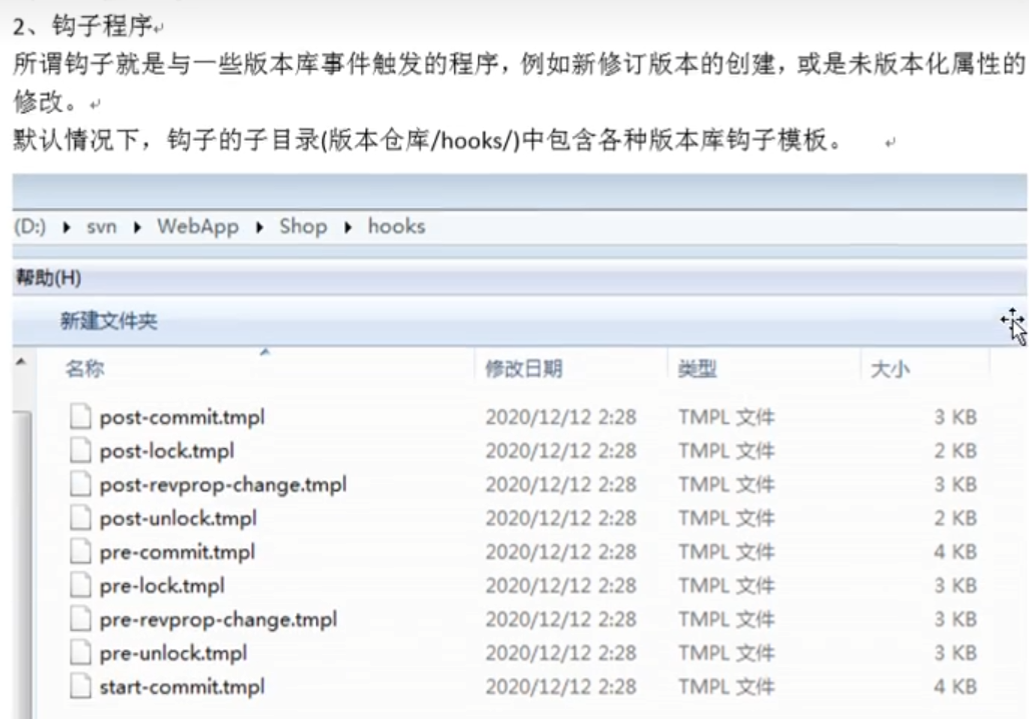 2、钩子程序
所谓钩子就是与一些版本库事件触发的程序，例如新修订版本的创建，或是未版本化属性的
修改。
默认情况下，钩子的子目录(版本仓库/hooks/)中包含各种版本库钩子模板。
(D:) ▸ svn ▸ WebApp ▸ Shop ▸ hooks
帮助(H)
新建文件夹
名称 修改日期 类型 大小
post-commit.tmpl 2020/12/12 2:28 TMPL 文件 3 KB
post-lock.tmpl 2020/12/12 2:28 TMPL 文件 2 KB
post-revprop-change.tmpl 2020/12/12 2:28 TMPL 文件 3 KB
post-unlock.tmpl 2020/12/12 2:28 TMPL 文件 2 KB
pre-commit.tmpl 2020/12/12 2:28 TMPL 文件 4 KB
pre-lock.tmpl 2020/12/12 2:28 TMPL 文件 3 KB
pre-revprop-change.tmpl 2020/12/12 2:28 TMPL 文件 3 KB
pre-unlock.tmpl 2020/12/12 2:28 TMPL 文件 3 KB
start-commit.tmpl 2020/12/12 2:28 TMPL 文件 4 KB